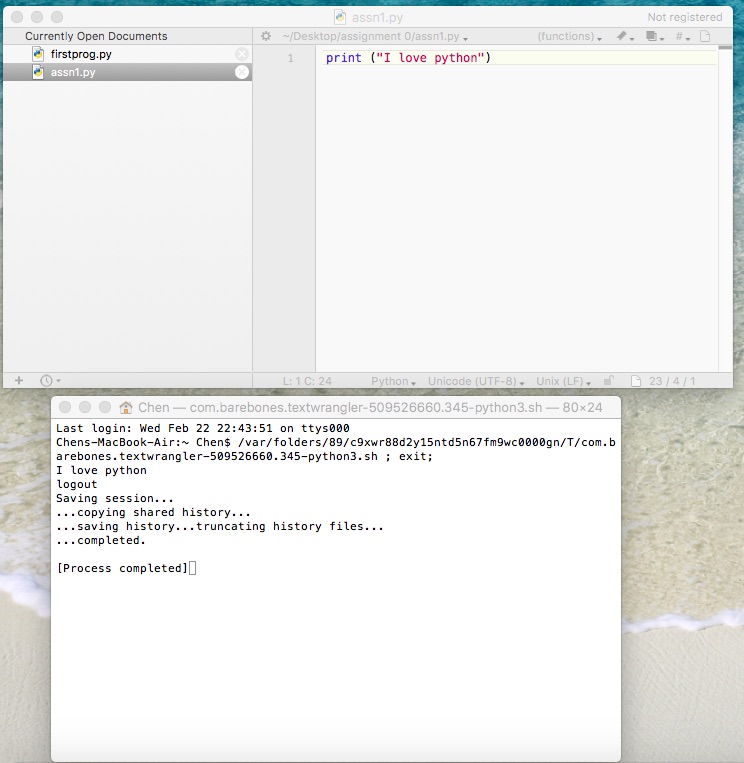 assn1.py
Not registered
Currently Open Documents
~/Desktop/assignment 0/assn1.py
(functions)
#
firstprog.py
assn1.py
1
print ("I love python")
L: 1 C: 24
Python
Unicode (UTF-8)
Unix (LF)
23 / 4 / 1
Chen — com.barebones.textwrangler-509526660.345-python3.sh — 80×24
Last login: Wed Feb 22 22:43:51 on ttys000
Chens-MacBook-Air:~ Chen$ /var/folders/89/c9xwr88d2y15ntd5n67fm9wc0000gn/T/com.b
arebones.textwrangler-509526660.345-python3.sh ; exit;
I love python
logout
Saving session...
...copying shared history...
...saving history...truncating history files...
...completed.
[Process completed]